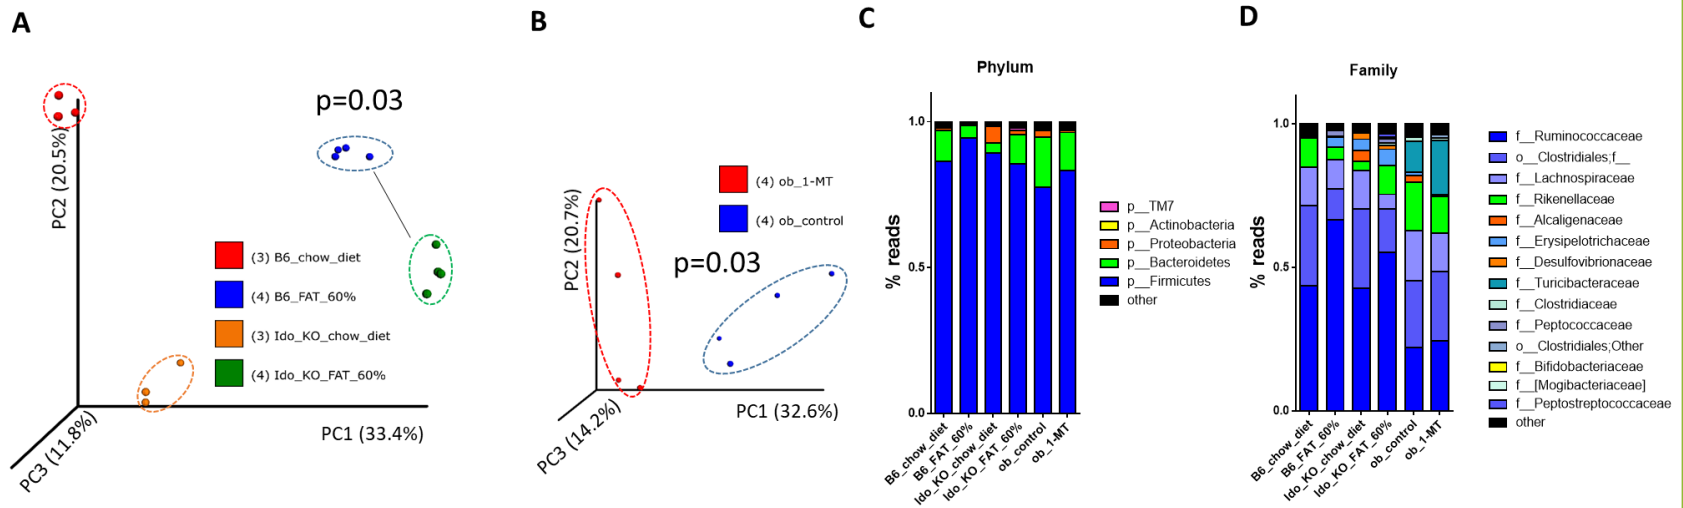 A
p=0.03
PC2 (20.5%)
(3) B6_chow_diet
(4) B6_FAT_60%
(3) Ido_KO_chow_diet
(4) Ido_KO_FAT_60%
PC1 (33.4%)
PC3 (11.8%)
B
(4) ob_1-MT
(4) ob_control
PC2 (20.7%)
p=0.03
PC1 (32.6%)
PC3 (14.2%)
C
Phylum
1.0
0.5
0.0
% reads
B6_chow_diet
B6_FAT_60%
Ido_KO_chow_diet
Ido_KO_FAT_60%
ob_control
ob_1-MT
p__TM7
p__Actinobacteria
p__Proteobacteria
p__Bacteroidetes
p__Firmicutes
other
D
Family
1.0
0.5
0.0
% reads
B6_chow_diet
B6_FAT_60%
Ido_KO_chow_diet
Ido_KO_FAT_60%
ob_control
ob_1-MT
f__Ruminococcaceae
o__Clostridiales;f__
f__Lachnospiraceae
f__Rikenellaceae
f__Alcaligenaceae
f__Erysipelotrichaceae
f__Desulfovibrionaceae
f__Turicibacteraceae
f__Clostridiaceae
f__Peptococcaceae
o__Clostridiales;Other
f__Bifidobacteriaceae
f__[Mogibacteriaceae]
f__Peptostreptococcaceae
other